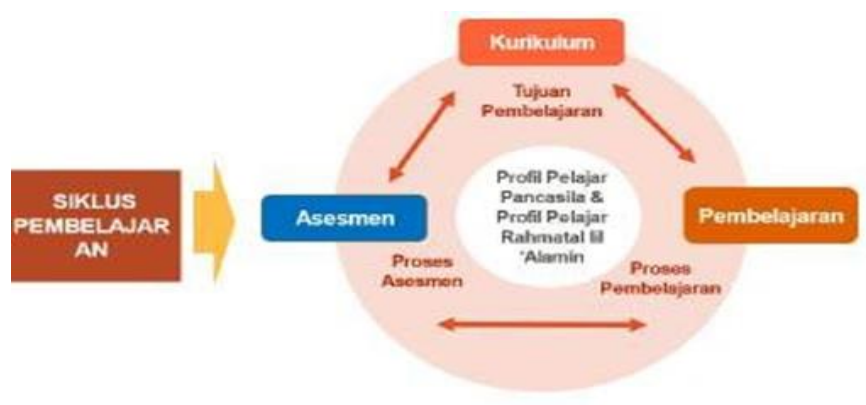 Kurikulum
Tujuan
Pembelajaran
SIKLUS
PEMBELAJAR
AN
Asesmen
Profil Pelajar
Pancasila &
Profil Pelajar
Rahmatal lil
'Alamin
Pembelajaran
Proses
Asesmen
Proses
Pembelajaran